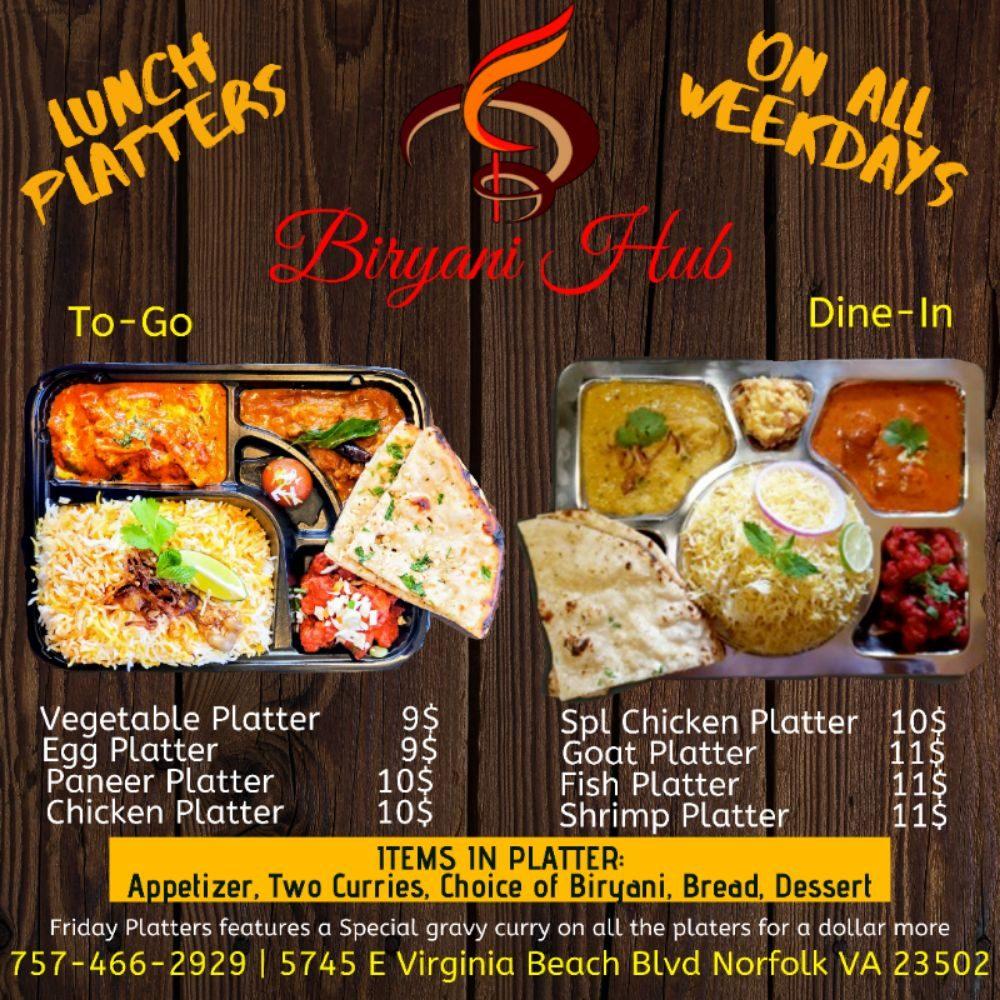 LUNCH
PLATTERS
ON ALL
WEEKDAYS
Biryani Hub
To-Go
Dine-In
Vegetable Platter 9$
Egg Platter 9$
Paneer Platter 10$
Chicken Platter 10$
Spl Chicken Platter 10$
Goat Platter 11$
Fish Platter 11$
Shrimp Platter 11$
ITEMS IN PLATTER:
Appetizer, Two Curries, Choice of Biryani, Bread, Dessert
Friday Platters features a Special gravy curry on all the platers for a dollar more
757-466-2929 | 5745 E Virginia Beach Blvd Norfolk VA 23502